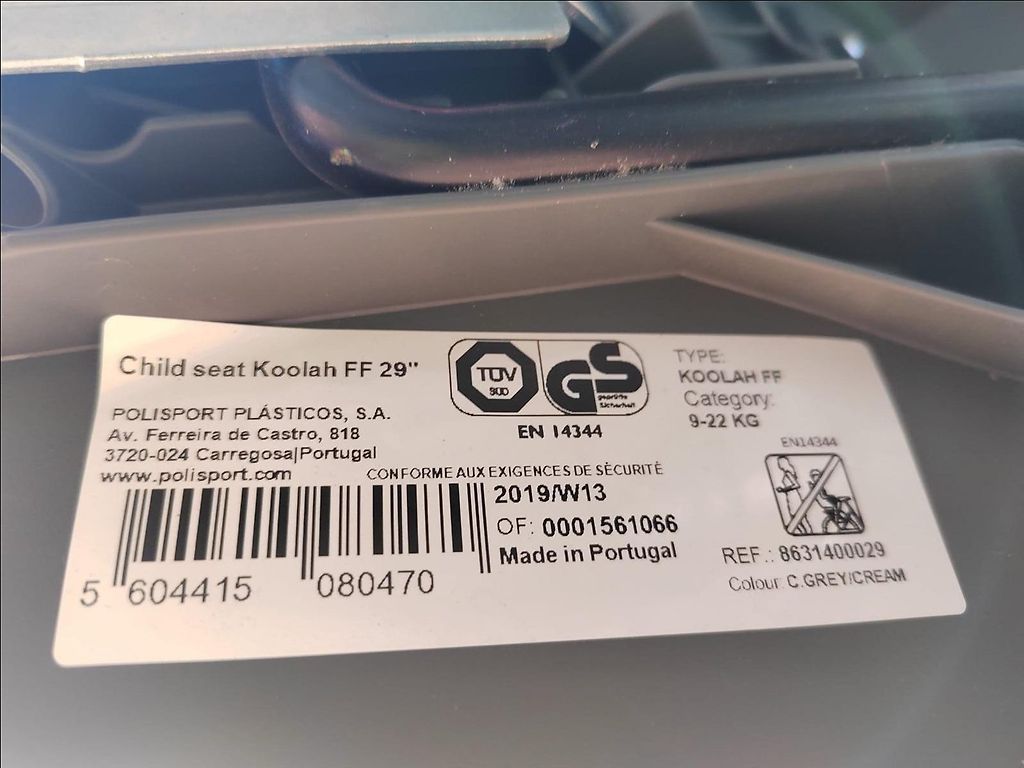 Child seat Koolah FF 29"
POLISPORT PLÁSTICOS, S.A.
Av. Ferreira de Castro, 818
3720-024 Carregosa|Portugal
www.polisport.com
CONFORME AUX EXIGENCES DE SÉCURITÉ
5 604415 080470
TÜV
SÜD
GS
geprüfte
Sicherheit
EN 14344
2019/W13
OF: 0001561066
Made in Portugal
TYPE:
KOOLAH FF
Category:
9-22 KG
EN14344
REF.: 8631400029
Colour: C.GREY/CREAM